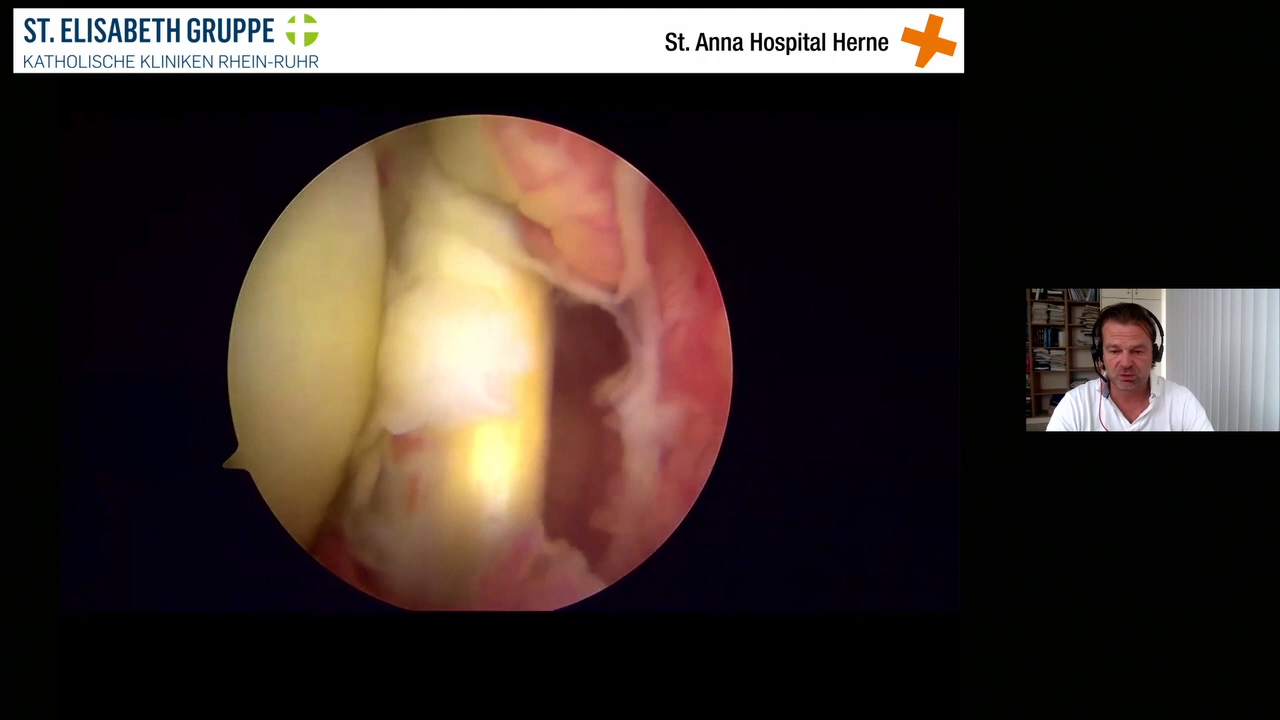 ST. ELISABETH GRUPPE
KATHOLISCHE KLINIKEN RHEIN-RUHR
St. Anna Hospital Herne